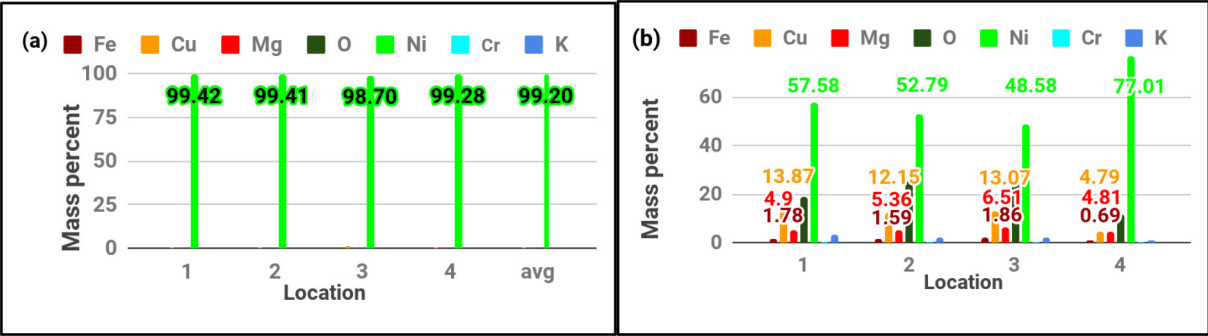 (a) Fe Cu Mg O Ni Cr K
Mass percent
100
75
50
25
0
99.42 99.41 98.70 99.28 99.20
1 2 3 4 avg
Location
(b) Fe Cu Mg O Ni Cr K
Mass percent
60
40
20
0
57.58 52.79 48.58 77.01
13.87 12.15 13.07 4.79
4.9 5.36 6.51 4.81
1.78 1.59 1.86 0.69
1 2 3 4
Location